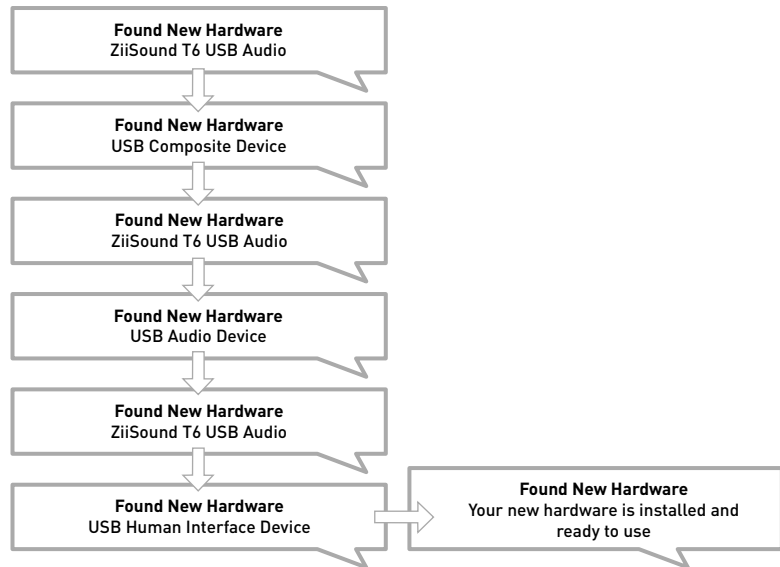 Found New Hardware
ZiiSound T6 USB Audio
Found New Hardware
USB Composite Device
Found New Hardware
ZiiSound T6 USB Audio
Found New Hardware
USB Audio Device
Found New Hardware
ZiiSound T6 USB Audio
Found New Hardware
USB Human Interface Device
Found New Hardware
Your new hardware is installed and
ready to use